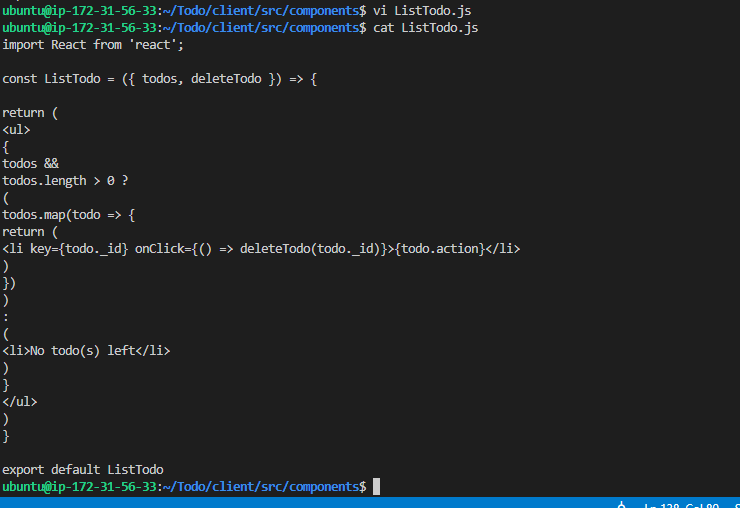 ubuntu@ip-172-31-56-33:~/Todo/client/src/components$ vi ListTodo.js
ubuntu@ip-172-31-56-33:~/Todo/client/src/components$ cat ListTodo.js
import React from 'react';

const ListTodo = ({ todos, deleteTodo }) => {

return (
<ul>
{
todos &&
todos.length > 0 ?
(
todos.map(todo => {
return (
<li key={todo._id} onClick={() => deleteTodo(todo._id)}>{todo.action}</li>
)
})
)
:
(
<li>No todo(s) left</li>
)
}
</ul>
)
}

export default ListTodo
ubuntu@ip-172-31-56-33:~/Todo/client/src/components$